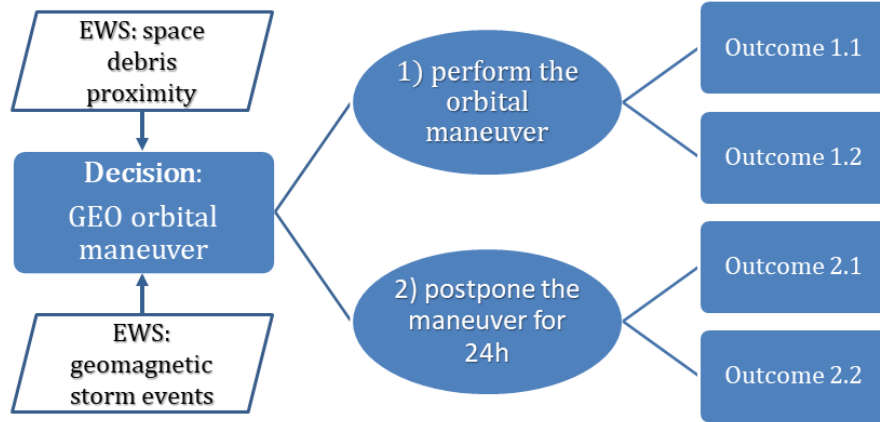 EWS: space
debris
proximity
Decision:
GEO orbital
maneuver
EWS:
geomagnetic
storm events
1) perform the
orbital
maneuver
2) postpone the
maneuver for
24h
Outcome 1.1
Outcome 1.2
Outcome 2.1
Outcome 2.2